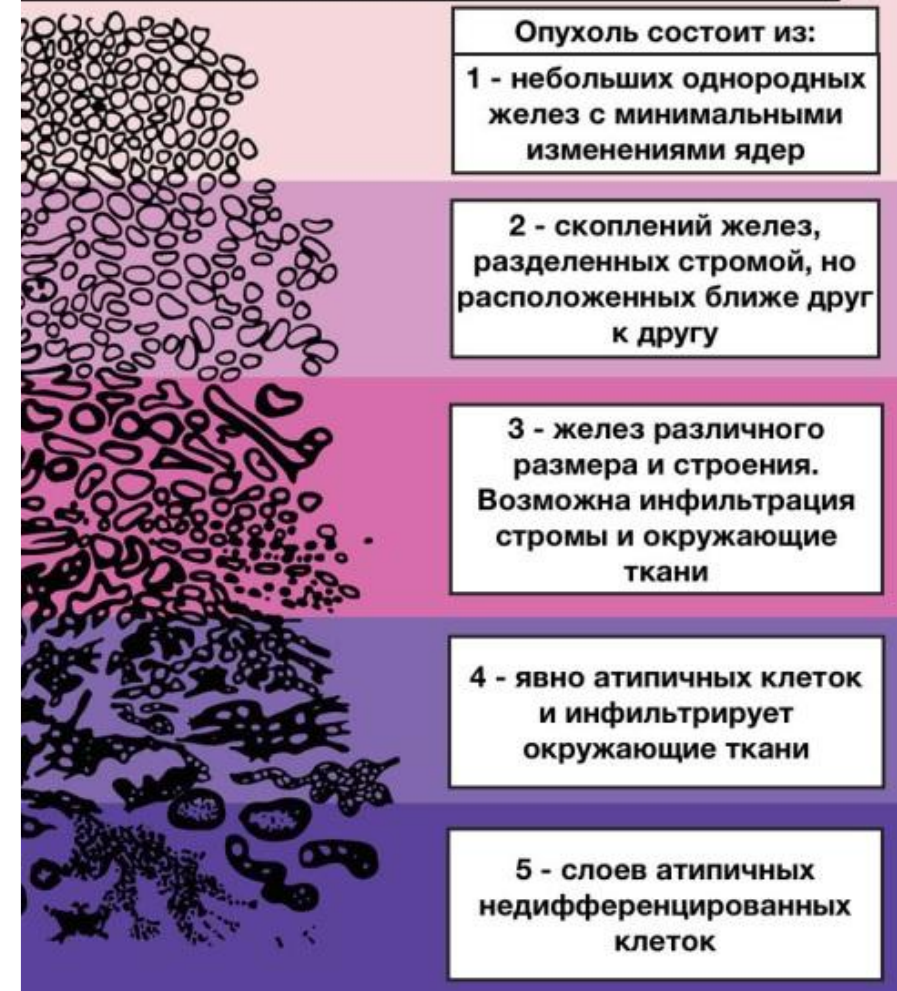 Опухоль состоит из:
1 - небольших однородных
желез с минимальными
изменениями ядер
2 - скоплений желез,
разделенных стромой, но
расположенных ближе друг
к другу
3 - желез различного
размера и строения.
Возможна инфильтрация
стромы и окружающие
ткани
4 - явно атипичных клеток
и инфильтрирует
окружающие ткани
5 - слоев атипичных
недифференцированных
клеток